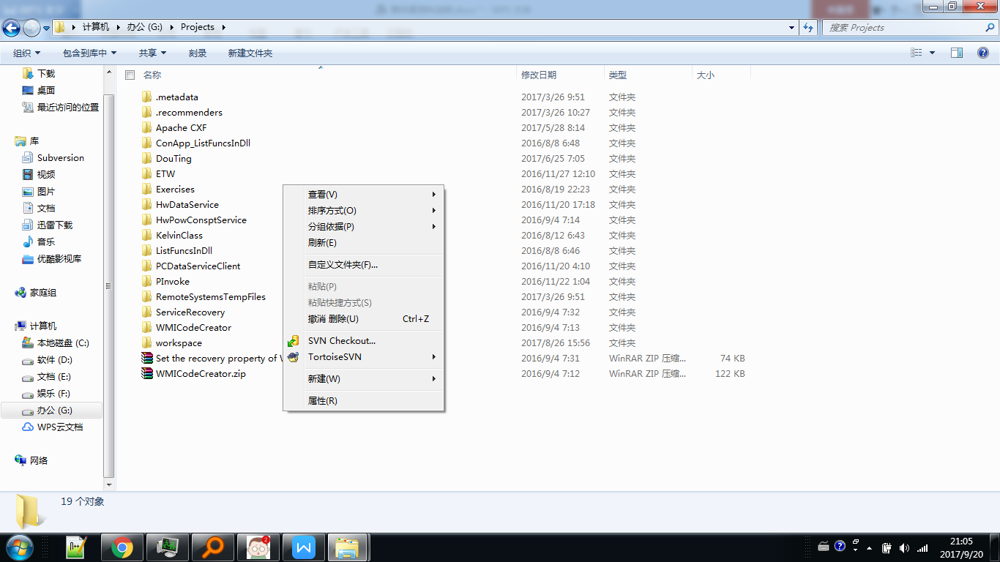 计算机 办公 (G:) Projects
搜索 Projects
组织 包含到库中 共享 刻录 新建文件夹
下载
桌面
最近访问的位置
库
Subversion
视频
图片
文档
迅雷下载
音乐
优酷影视库
家庭组
计算机
本地磁盘 (C:)
软件 (D:)
文档 (E:)
娱乐 (F:)
办公 (G:)
WPS云文档
网络
名称 修改日期 类型 大小
.metadata 2017/3/26 9:51 文件夹
.recommenders 2017/3/26 10:27 文件夹
Apache CXF 2017/5/28 8:14 文件夹
ConApp_ListFuncsInDll 2016/8/8 6:48 文件夹
DouTing 2017/6/25 7:05 文件夹
ETW 2016/11/27 12:10 文件夹
Exercises 2016/8/19 22:23 文件夹
HwDataService 2016/11/20 17:18 文件夹
HwPowConsptService 2016/9/4 7:14 文件夹
KelvinClass 2016/8/12 6:43 文件夹
ListFuncsInDll 2016/8/8 6:46 文件夹
PCDataServiceClient 2016/11/20 4:10 文件夹
PInvoke 2016/11/22 1:04 文件夹
RemoteSystemsTempFiles 2017/3/26 9:51 文件夹
ServiceRecovery 2016/9/4 7:32 文件夹
WMICodeCreator 2016/9/4 7:13 文件夹
workspace 2017/8/26 15:56 文件夹
Set the recovery property of 2016/9/4 7:31 WinRAR ZIP 压缩... 74 KB
WMICodeCreator.zip 2016/9/4 7:12 WinRAR ZIP 压缩... 122 KB
查看(V)
排序方式(O)
分组依据(P)
刷新(E)
自定义文件夹(F)...
粘贴(P)
粘贴快捷方式(S)
撤消 删除(U) Ctrl+Z
SVN Checkout...
TortoiseSVN
新建(W)
属性(R)
19 个对象
21:05
2017/9/20